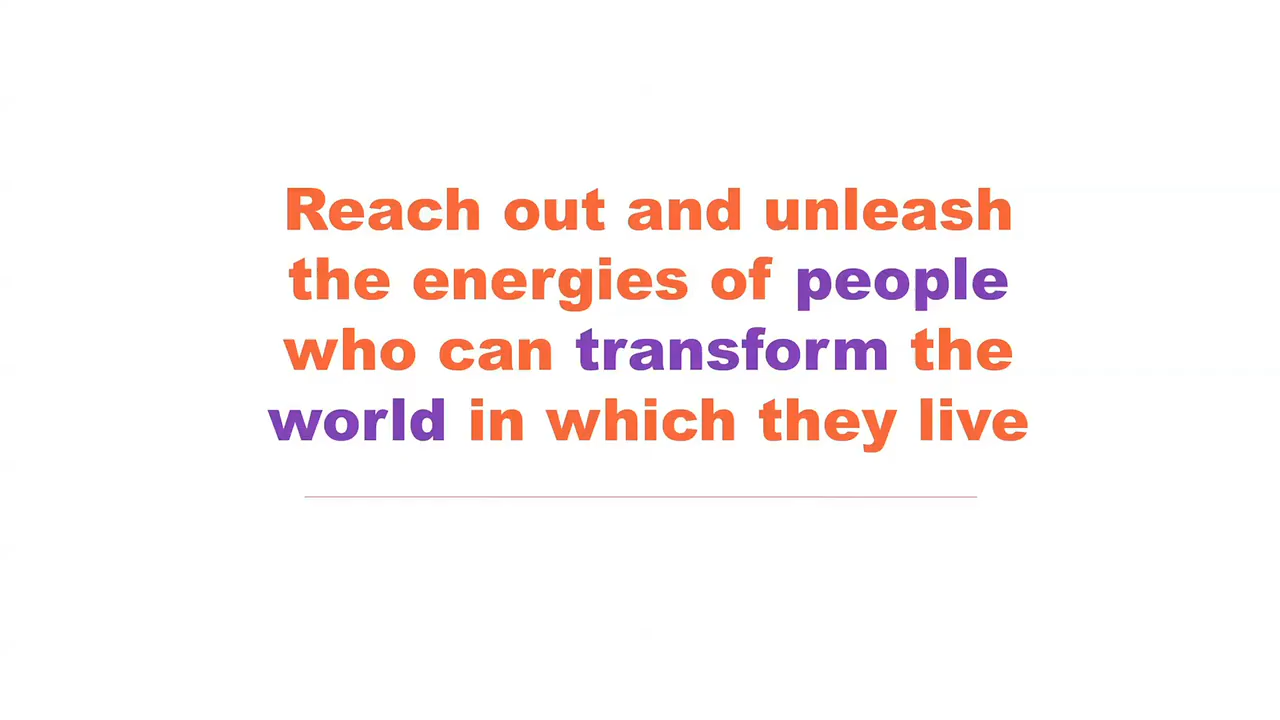 Reach out and unleash
the energies of people
who can transform the
world in which they live